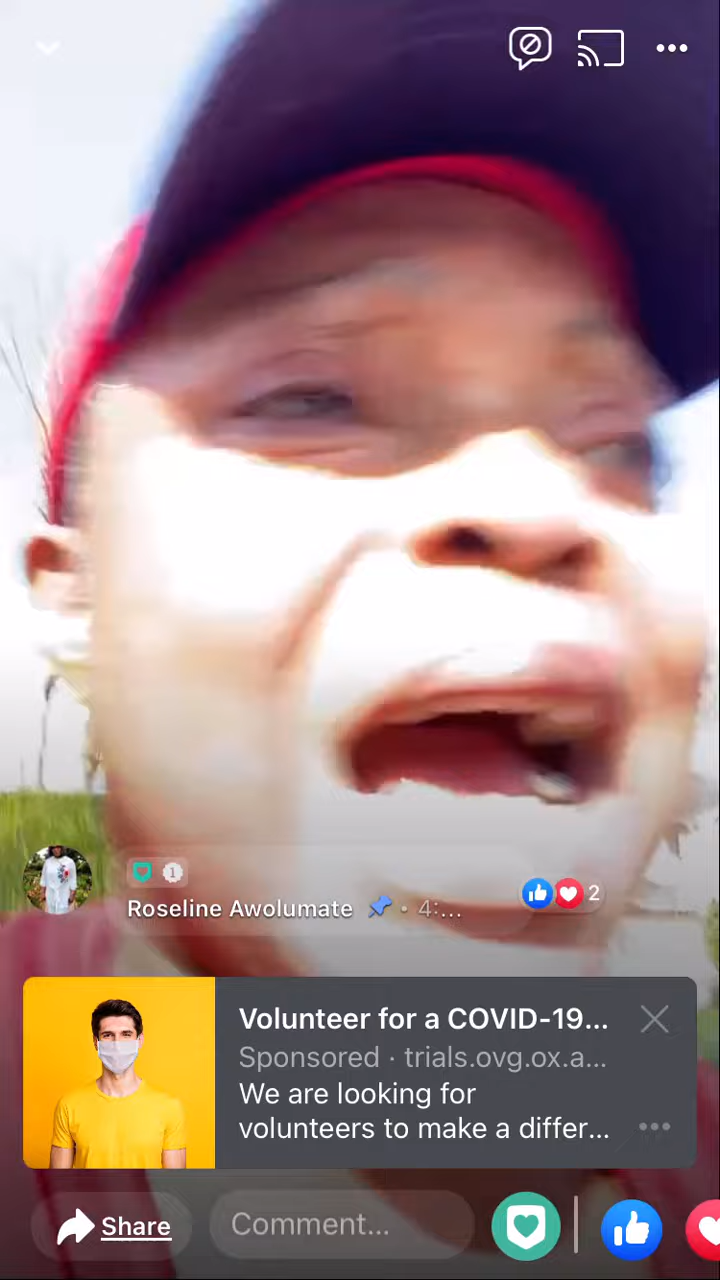 1
Roseline Awolumate • 4:...
2
Volunteer for a COVID-19...
Sponsored · trials.ovg.ox.a...
We are looking for
volunteers to make a differ...
Share
Comment...